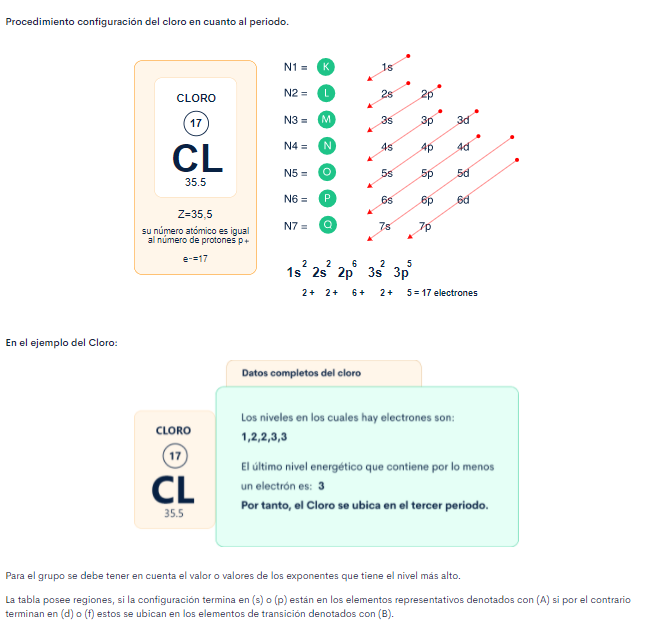 Procedimiento configuración del cloro en cuanto al periodo.
CLORO
17
CL
35.5
Z=35,5
su número atómico es igual
al número de protones p+
e-=17
N1 = K 1s
N2 = L 2s 2p
N3 = M 3s 3p 3d
N4 = N 4s 4p 4d
N5 = O 5s 5p 5d
N6 = P 6s 6p 6d
N7 = Q 7s 7p
1s² 2s² 2p⁶ 3s² 3p⁵
2 + 2 + 6 + 2 + 5 = 17 electrones
En el ejemplo del Cloro:
Datos completos del cloro
CLORO
17
CL
35.5
Los niveles en los cuales hay electrones son:
1,2,2,3,3
El último nivel energético que contiene por lo menos
un electrón es: 3
Por tanto, el Cloro se ubica en el tercer periodo.
Para el grupo se debe tener en cuenta el valor o valores de los exponentes que tiene el nivel más alto.
La tabla posee regiones, si la configuración termina en (s) o (p) están en los elementos representativos denotados con (A) si por el contrario
terminan en (d) o (f) estos se ubican en los elementos de transición denotados con (B).